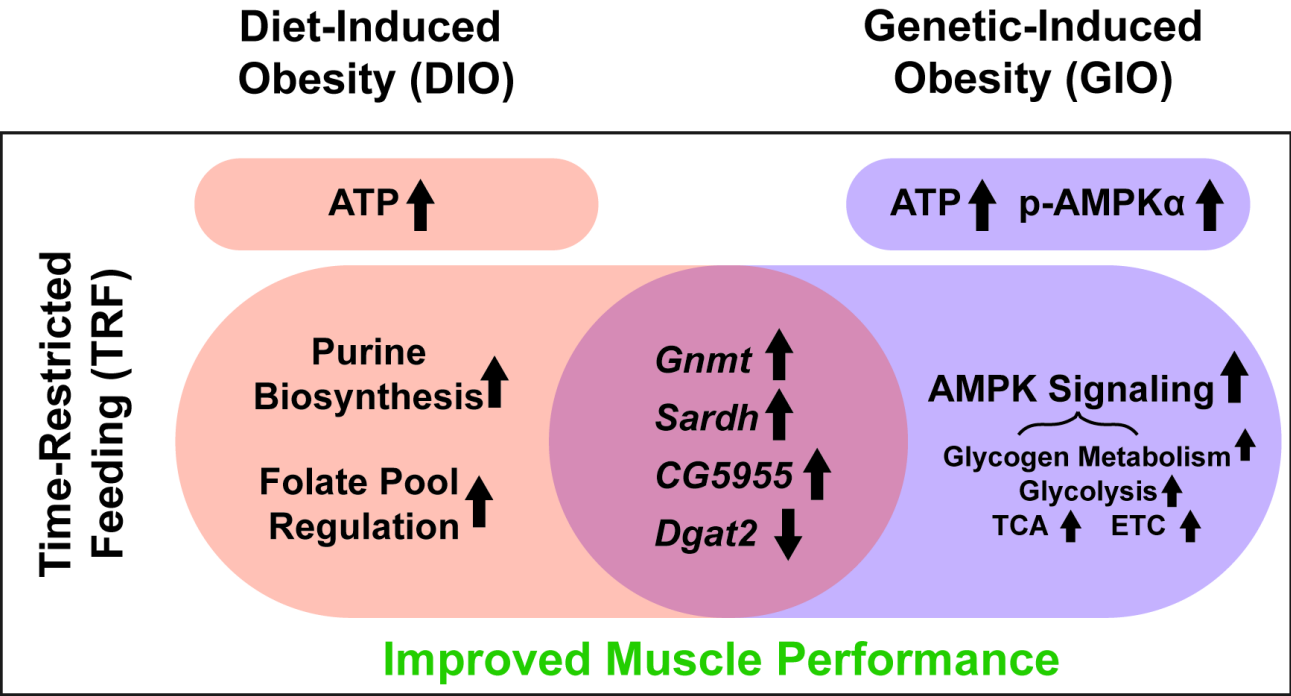 Diet-Induced
Obesity (DIO)
Genetic-Induced
Obesity (GIO)
Time-Restricted
Feeding (TRF)
ATP
ATP p-AMPKα
Purine
Biosynthesis
Folate Pool
Regulation
Gnmt
Sardh
CG5955
Dgat2
AMPK Signaling
Glycogen Metabolism
Glycolysis
TCA ETC
Improved Muscle Performance